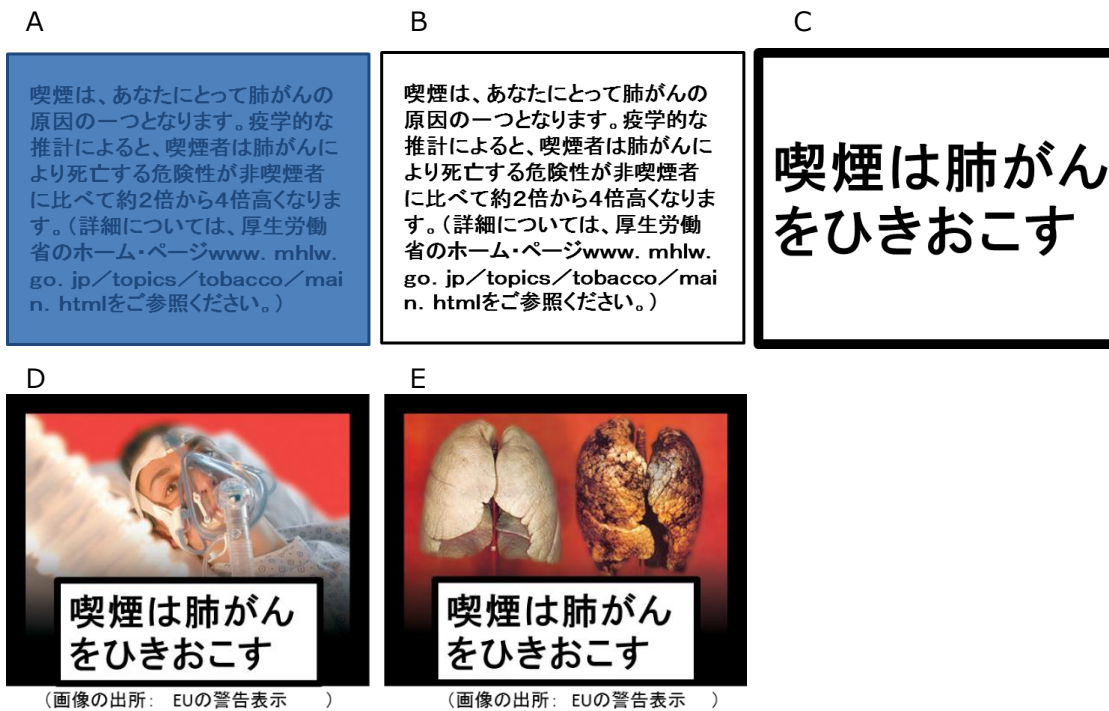 A
喫煙は、あなたにとって肺がんの
原因の一つとなります。疫学的な
推計によると、喫煙者は肺がんに
より死亡する危険性が非喫煙者
に比べて約2倍から4倍高くなりま
す。(詳細については、厚生労働
省のホーム・ページwww. mhlw.
go. jp/topics/tobacco/mai
n. htmlをご参照ください。)
B
喫煙は、あなたにとって肺がんの
原因の一つとなります。疫学的な
推計によると、喫煙者は肺がんに
より死亡する危険性が非喫煙者
に比べて約2倍から4倍高くなりま
す。(詳細については、厚生労働
省のホーム・ページwww. mhlw.
go. jp/topics/tobacco/mai
n. htmlをご参照ください。)
C
喫煙は肺がん
をひきおこす
D
喫煙は肺がん
をひきおこす
(画像の出所: EUの警告表示 )
E
喫煙は肺がん
をひきおこす
(画像の出所: EUの警告表示 )